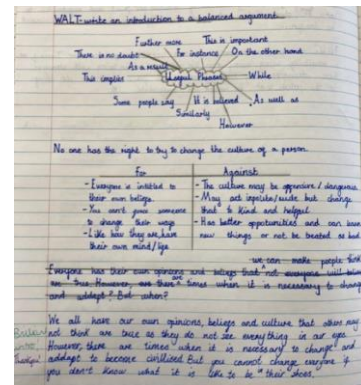 WALT: write an introduction to a balanced argument.
Further more This is important
There is no doubt For instance On the other hand
As a result
This implies Useful Phrases While
Some people say It is believed As well as
Similarly
However
No one has the right to try to change the culture of a person.
For Against
- Everyone is entitled to their own beliefs
- You can't force someone to change their ways
- Like how they are, have their own mind/life
- The culture may be offensive / dangerous
- May act impolite/rude but change that to kind and helpful
- Has better opportunities and can learn new things or not be treated as bad
we can make people think
Everyone has their own opinions and beliefs that not everyone will
are true However, are there times when it is necessary to change
and addapt? But when?
We all have our own opinions, beliefs and culture that others may
not think are true as they do not see everything in our eyes
However, there are times when it is necessary to change and
addapt to become civillised But you cannot change everyone if
you don't know what it is like to be in their shoes.